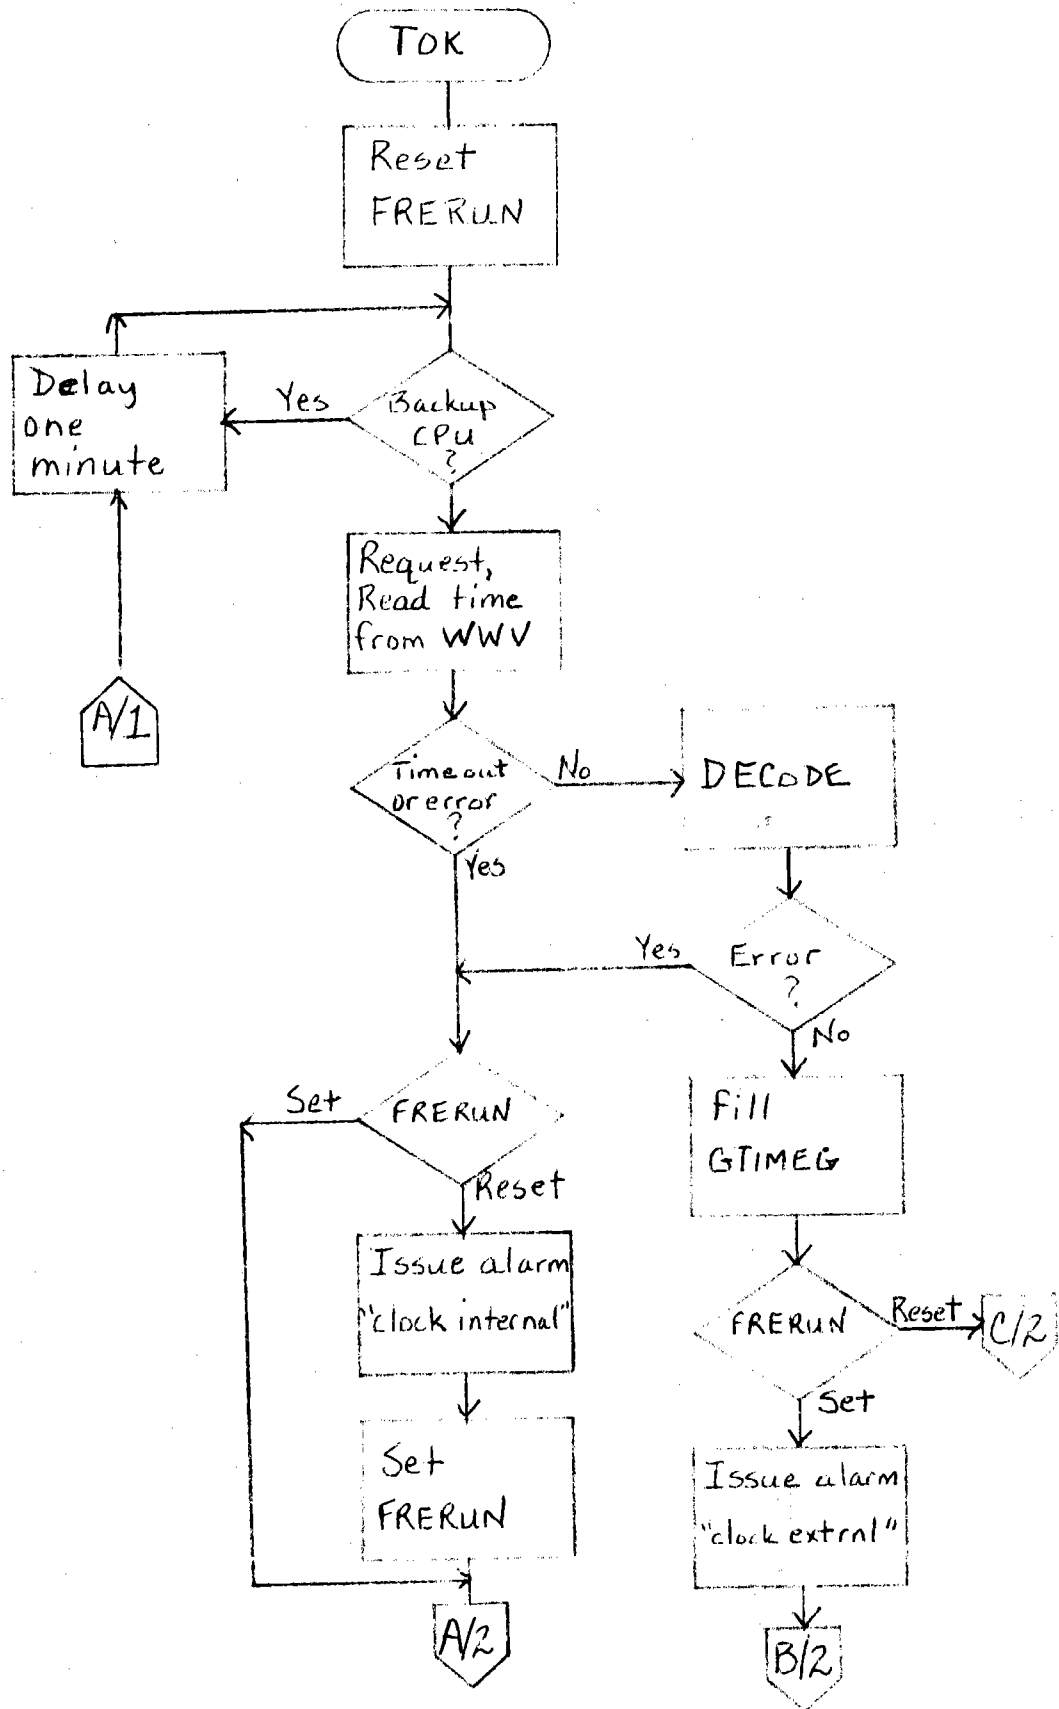 TOK
Reset
FRERUN
Delay
one
minute
Yes
Backup
CPU
?
Request,
Read time
from WWV
A/1
Timeout
or error
?
No
DECODE
Yes
Error
?
Yes
No
FRERUN
Set
Reset
fill
GTIMEG
Issue alarm
"clock internal"
FRERUN
Reset
C/2
Set
Set
FRERUN
Issue alarm
"clock extrnl"
A/2
B/2